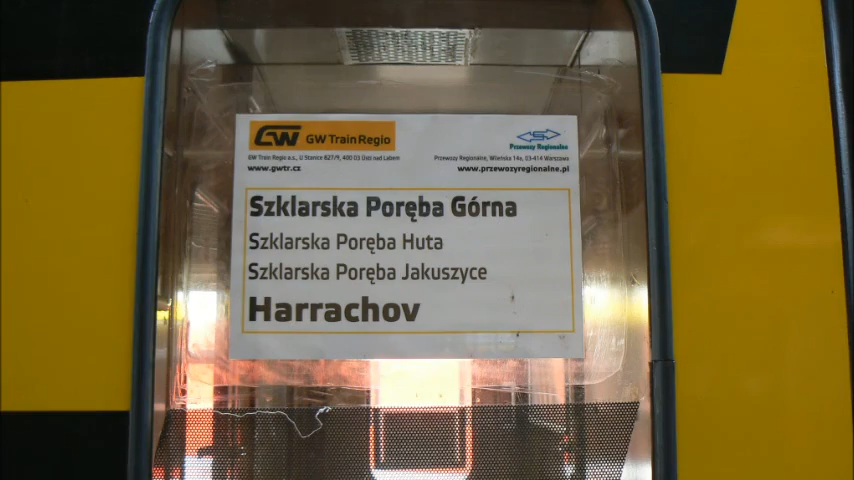 GW GW Train Regio
GW Train Regio a.s., U Stanice 827/9, 400 03 Ústí nad Labem
www.gwtr.cz
Przewozy Regionalne
Przewozy Regionalne, Wileńska 14a, 03-414 Warszawa
www.przewozyregionalne.pl
Szklarska Poręba Górna
Szklarska Poręba Huta
Szklarska Poręba Jakuszyce
Harrachov